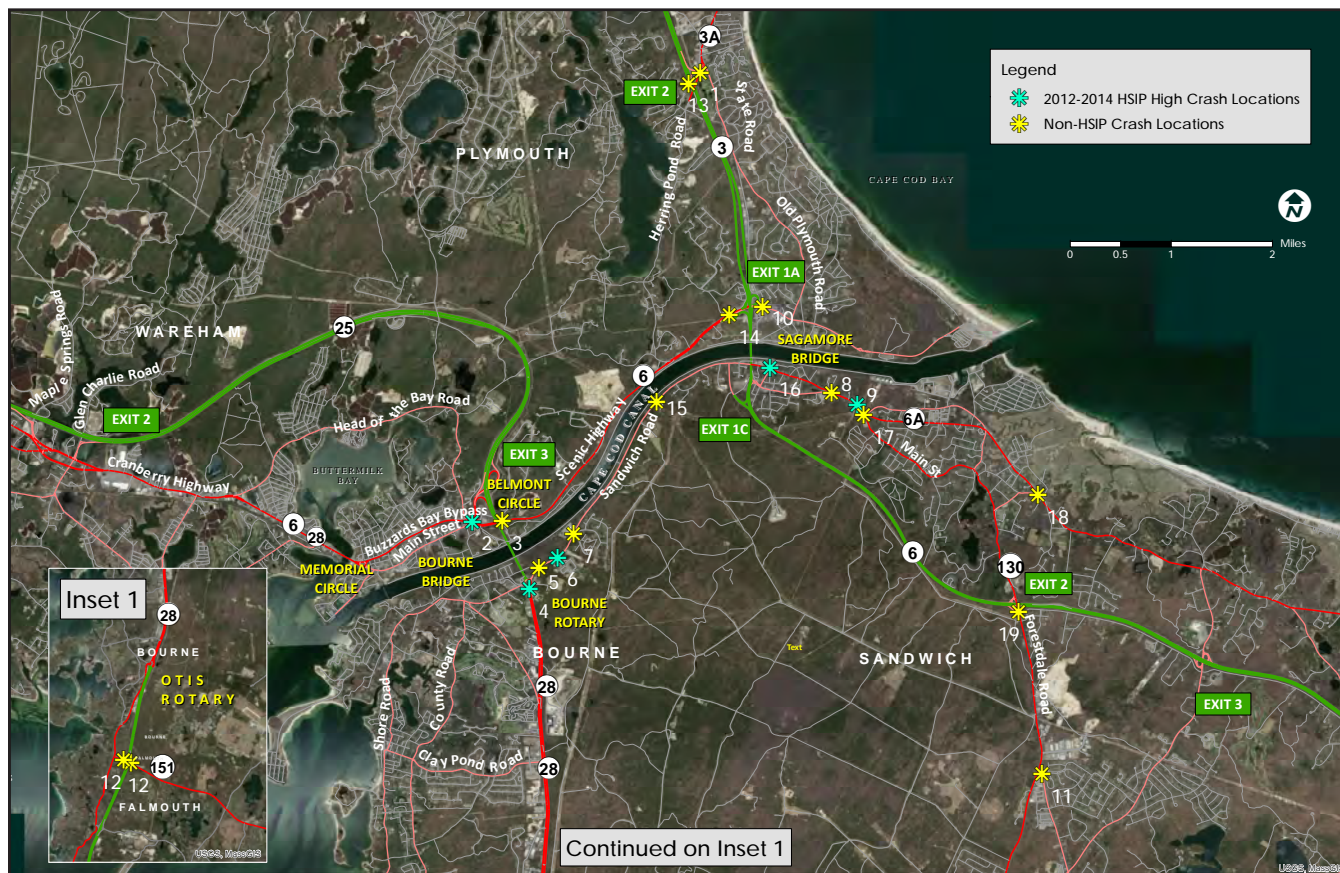 3A
Legend
2012-2014 HSIP High Crash Locations
Non-HSIP Crash Locations
EXIT 2
1
13
State Road
PLYMOUTH
3
Herring Pond Road
CAPE COD BAY
N
Old Plymouth Road
0 0.5 1 2 Miles
EXIT 1A
10
14
Maple Springs Road
WAREHAM
25
SAGAMORE
BRIDGE
16
8
9
6
Glen Charlie Road
EXIT 2
Head of the Bay Road
15
CAPE COD CANAL
Scenic Highway
Sandwich Road
EXIT 1C
17
6A
Main St
Cranberry Highway
BUTTERMILK
BAY
EXIT 3
BELMONT
CIRCLE
18
6
28
Buzzards Bay Bypass
Main Street
2
3
MEMORIAL
CIRCLE
BOURNE
BRIDGE
7
6
5
4
BOURNE
ROTARY
6
130
EXIT 2
19
Forestdale Road
Inset 1
28
BOURNE
OTIS
ROTARY
BOURNE
12
12
151
FALMOUTH
USGS, MassGIS
BOURNE
Text
SANDWICH
28
County Road
Shore Road
Clay Pond Road
28
EXIT 3
11
Continued on Inset 1
USGS, MassGIS